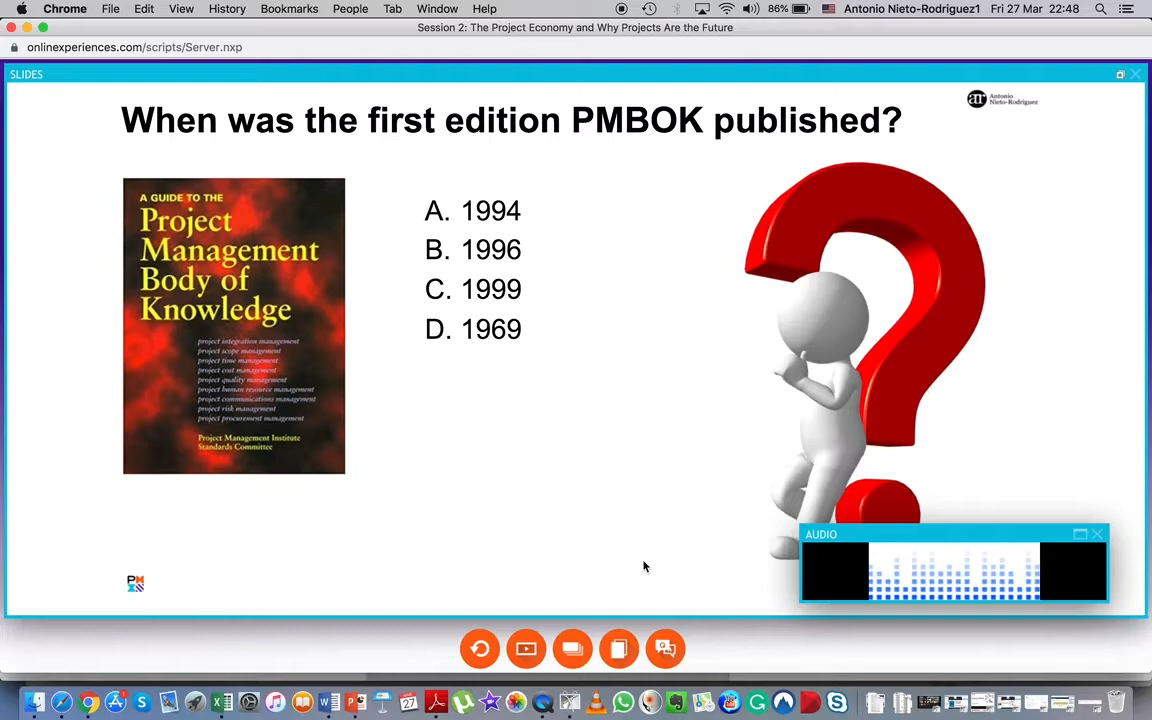 Chrome File Edit View History Bookmarks People Tab Window Help 86% Antonio Nieto-Rodriguez1 Fri 27 Mar 22:48
Session 2: The Project Economy and Why Projects Are the Future
onlinexperiences.com/scripts/Server.nxp
SLIDES
When was the first edition PMBOK published?
Antonio
Nieto-Rodriguez
A GUIDE TO THE
Project
Management
Body of
Knowledge
project integration management
project scope management
project time management
project cost management
project quality management
project human resource management
project communications management
project risk management
project procurement management
Project Management Institute
Standards Committee
A. 1994
B. 1996
C. 1999
D. 1969
AUDIO